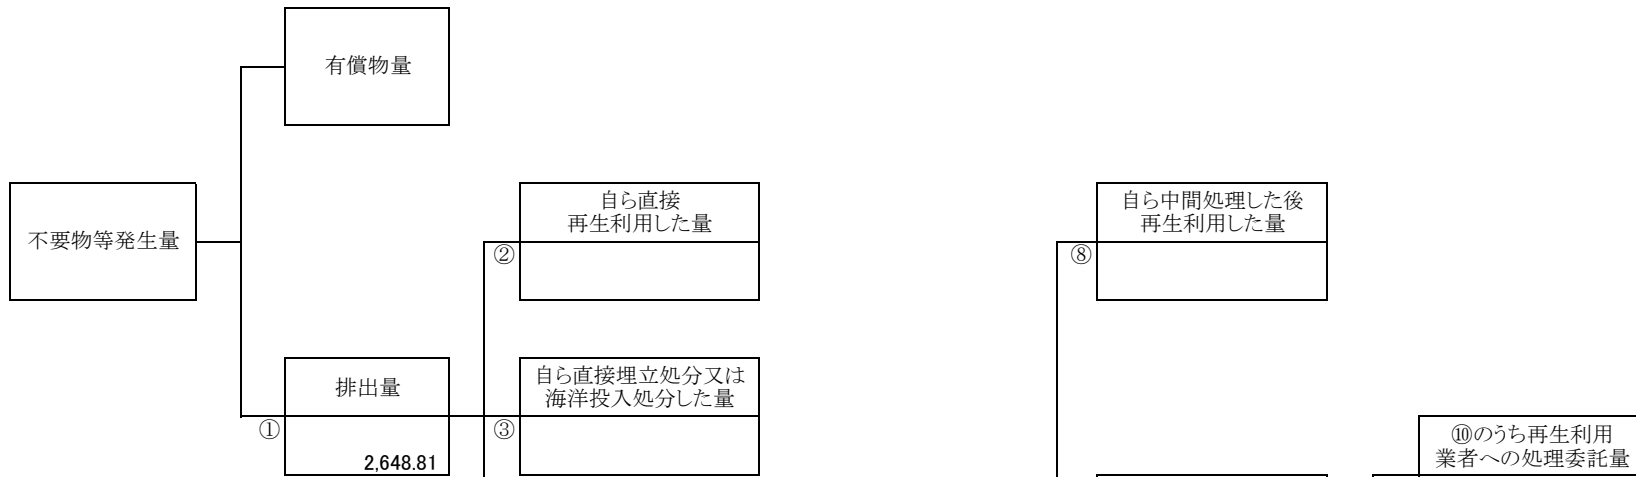 有償物量
不要物等発生量
自ら直接
再生利用した量
②
自ら中間処理した後
再生利用した量
⑧
排出量
①
2,648.81
自ら直接埋立処分又は
海洋投入処分した量
③
⑩のうち再生利用
業者への処理委託量